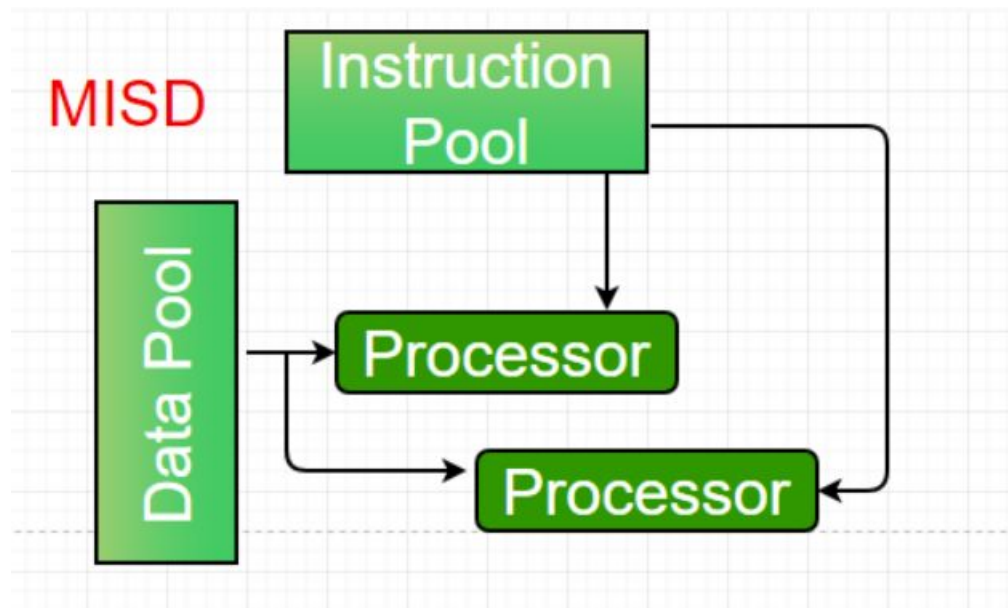 MISD
Instruction
Pool
Data Pool
Processor
Processor